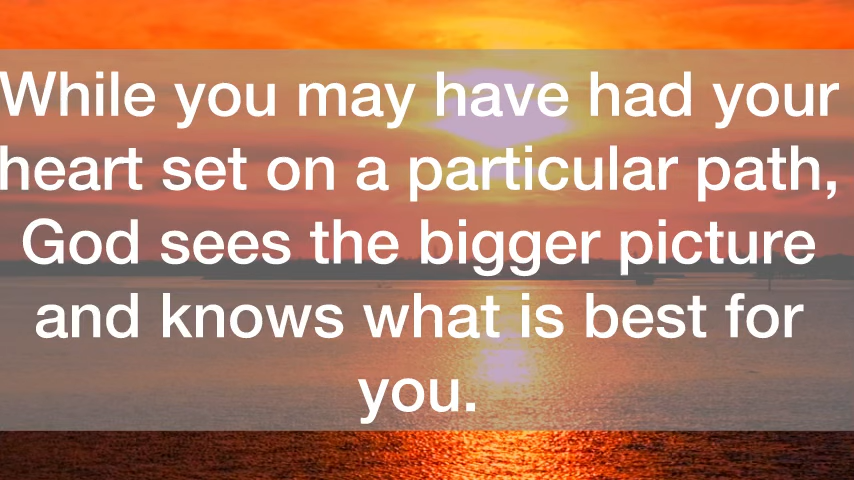 While you may have had your
heart set on a particular path,
God sees the bigger picture
and knows what is best for
you.